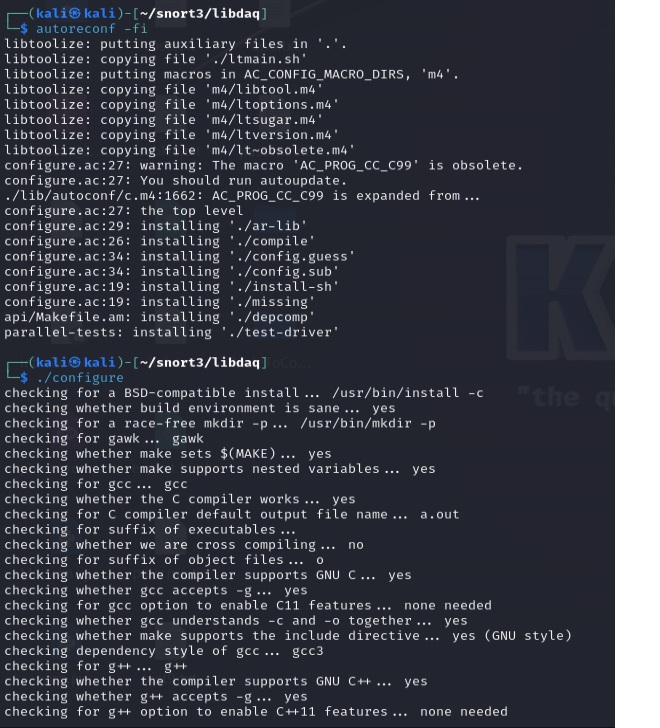 ┌──(kali㉿kali)-[~/snort3/libdaq]
└─$ autoreconf -fi
libtoolize: putting auxiliary files in '.'.
libtoolize: copying file './ltmain.sh'
libtoolize: putting macros in AC_CONFIG_MACRO_DIRS, 'm4'.
libtoolize: copying file 'm4/libtool.m4'
libtoolize: copying file 'm4/ltoptions.m4'
libtoolize: copying file 'm4/ltsugar.m4'
libtoolize: copying file 'm4/ltversion.m4'
libtoolize: copying file 'm4/lt~obsolete.m4'
configure.ac:27: warning: The macro 'AC_PROG_CC_C99' is obsolete.
configure.ac:27: You should run autoupdate.
./lib/autoconf/c.m4:1662: AC_PROG_CC_C99 is expanded from...
configure.ac:27: the top level
configure.ac:29: installing './ar-lib'
configure.ac:26: installing './compile'
configure.ac:34: installing './config.guess'
configure.ac:34: installing './config.sub'
configure.ac:19: installing './install-sh'
configure.ac:19: installing './missing'
api/Makefile.am: installing './depcomp'
parallel-tests: installing './test-driver'
┌──(kali㉿kali)-[~/snort3/libdaq]
└─$ ./configure
checking for a BSD-compatible install... /usr/bin/install -c
checking whether build environment is sane... yes
checking for a race-free mkdir -p... /usr/bin/mkdir -p
checking for gawk... gawk
checking whether make sets $(MAKE)... yes
checking whether make supports nested variables... yes
checking for gcc... gcc
checking whether the C compiler works... yes
checking for C compiler default output file name... a.out
checking for suffix of executables...
checking whether we are cross compiling... no
checking for suffix of object files... o
checking whether the compiler supports GNU C... yes
checking whether gcc accepts -g... yes
checking for gcc option to enable C11 features... none needed
checking whether gcc understands -c and -o together... yes
checking whether make supports the include directive... yes (GNU style)
checking dependency style of gcc... gcc3
checking for g++... g++
checking whether the compiler supports GNU C++... yes
checking whether g++ accepts -g... yes
checking for g++ option to enable C++11 features... none needed
K
"the q